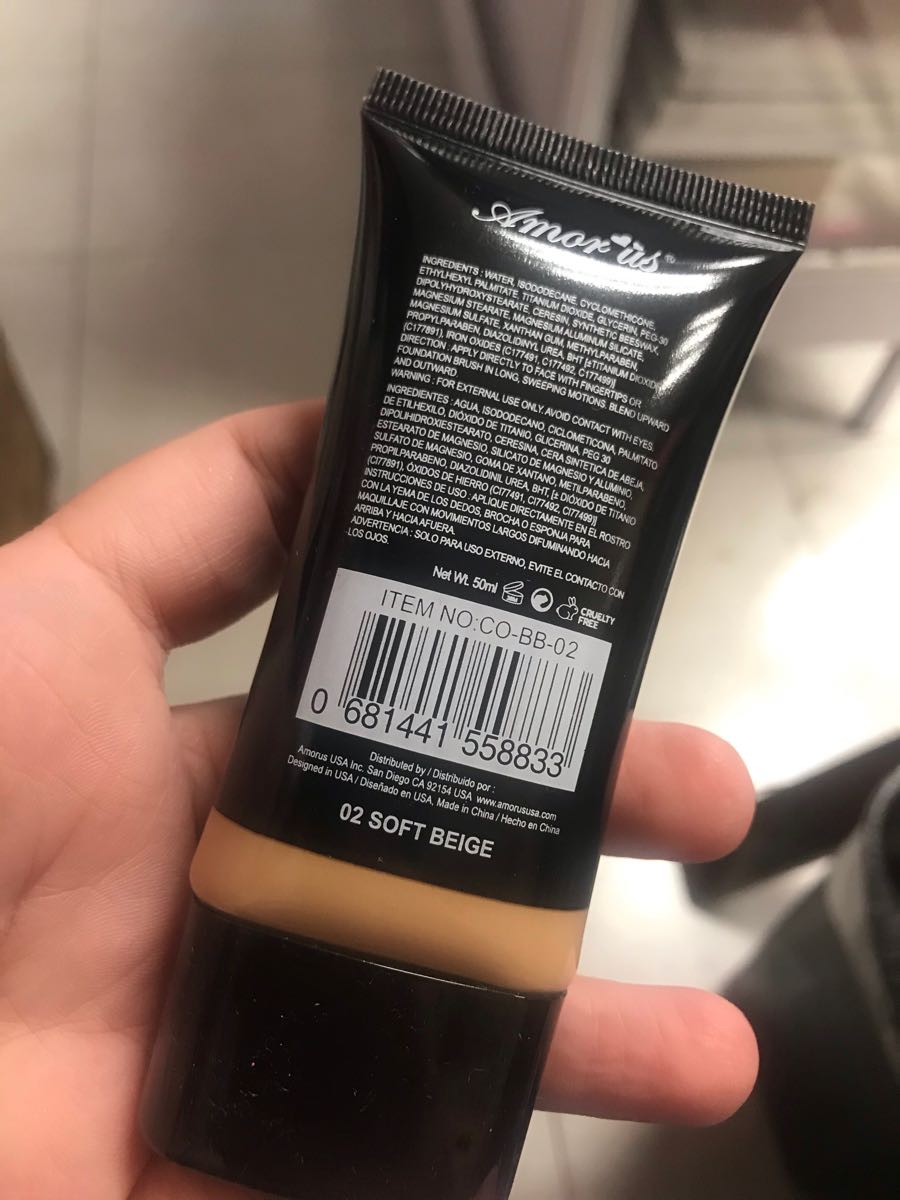 Amor ùs®
INGREDIENTS : WATER, ISODODECANE, CYCLOMETHICONE,
ETHYLHEXYL PALMITATE, TITANIUM DIOXIDE, GLYCERIN, PEG-30
DIPOLYHYDROXYSTEARATE, CERESIN, SYNTHETIC BEESWAX,
MAGNESIUM STEARATE, MAGNESIUM ALUMINUM SILICATE,
MAGNESIUM SULFATE, XANTHAN GUM, METHYLPARABEN,
PROPYLPARABEN, DIAZOLIDINYL UREA, BHT [±TITANIUM DIOXIDE
(C177891), IRON OXIDES (C177491, C177492, C177499)]
DIRECTION : APPLY DIRECTLY TO FACE WITH FINGERTIPS OR
FOUNDATION BRUSH IN LONG, SWEEPING MOTIONS. BLEND UPWARD
AND OUTWARD
WARNING : FOR EXTERNAL USE ONLY. AVOID CONTACT WITH EYES.
INGREDIENTES : AGUA, ISODODECANO, CICLOMETICONA, PALMITATO
DE ETILHEXILO, DIÓXIDO DE TITANIO, GLICERINA, PEG 30
DIPOLIHIDROXIESTEARATO, CERESINA, CERA SINTETICA DE ABEJA,
ESTEARATO DE MAGNESIO, SILICATO DE MAGNESIO Y ALUMINIO,
SULFATO DE MAGNESIO, GOMA DE XANTANO, METILPARABENO,
PROPILPARABENO, DIAZOLIDINIL UREA, BHT, [± DIÓXIDO DE TITANIO
(CI77891), ÓXIDOS DE HIERRO (CI77491, CI77492, CI77499)]
INSTRUCCIONES DE USO : APLIQUE DIRECTAMENTE EN EL ROSTRO
CON LA YEMA DE LOS DEDOS, BROCHA O ESPONJA PARA
MAQUILLAJE CON MOVIMIENTOS LARGOS DIFUMINANDO HACIA
ARRIBA Y HACIA AFUERA.
ADVERTENCIA : SOLO PARA USO EXTERNO, EVITE EL CONTACTO CON
LOS OJOS.
Net Wt. 50ml
CRUELTY
FREE
ITEM NO:CO-BB-02
0 681441 558833
Distributed by / Distribuido por :
Amorus USA Inc. San Diego CA 92154 USA www.amorususa.com
Designed in USA / Diseñado en USA, Made in China / Hecho en China
02 SOFT BEIGE